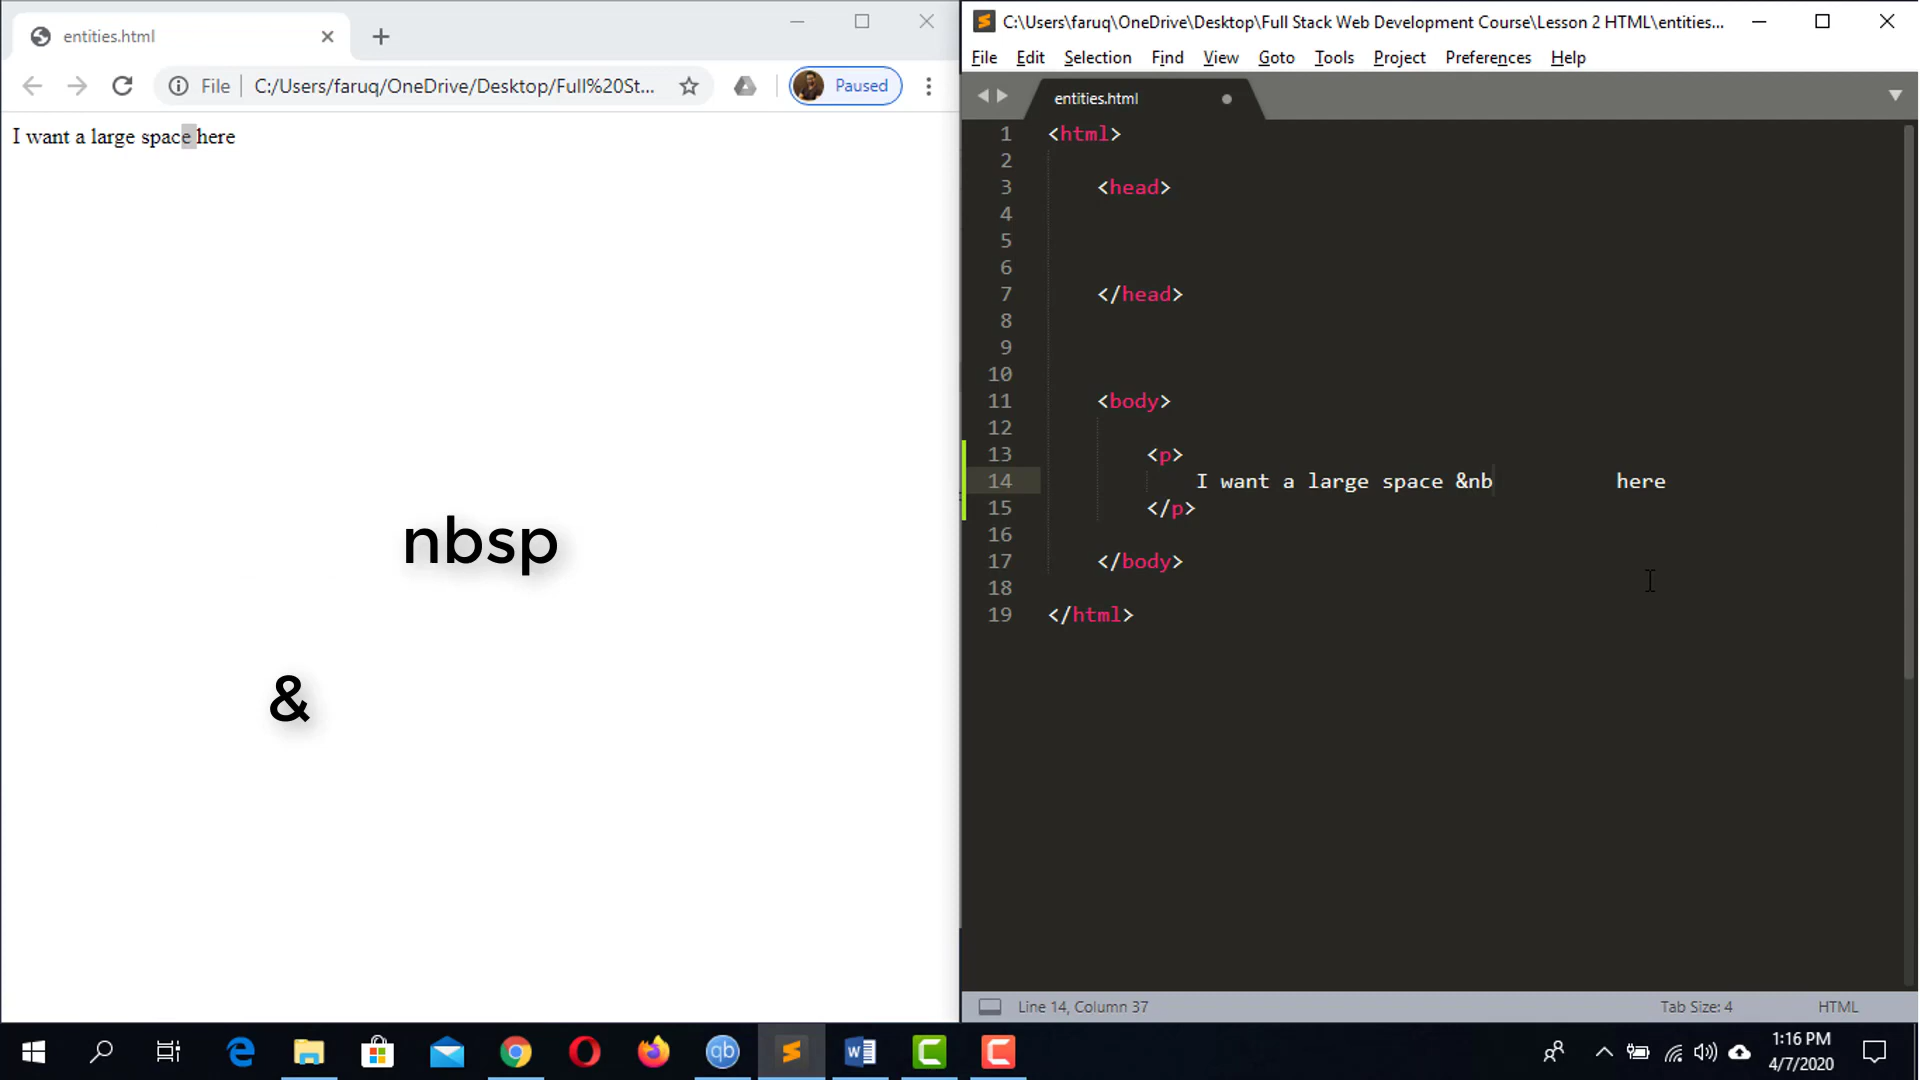 entities.html
File
C:/Users/faruq/OneDrive/Desktop/Full%20St...
Paused
I want a large space here
nbsp
&
C:\Users\faruq\OneDrive\Desktop\Full Stack Web Development Course\Lesson 2 HTML\entities...
File Edit Selection Find View Goto Tools Project Preferences Help
entities.html
1 <html>
2
3 <head>
4
5
6
7 </head>
8
9
10
11 <body>
12
13 <p>
14 I want a large space &nb here
15 </p>
16
17 </body>
18
19 </html>
Line 14, Column 37
Tab Size: 4
HTML
qb
1:16 PM
4/7/2020